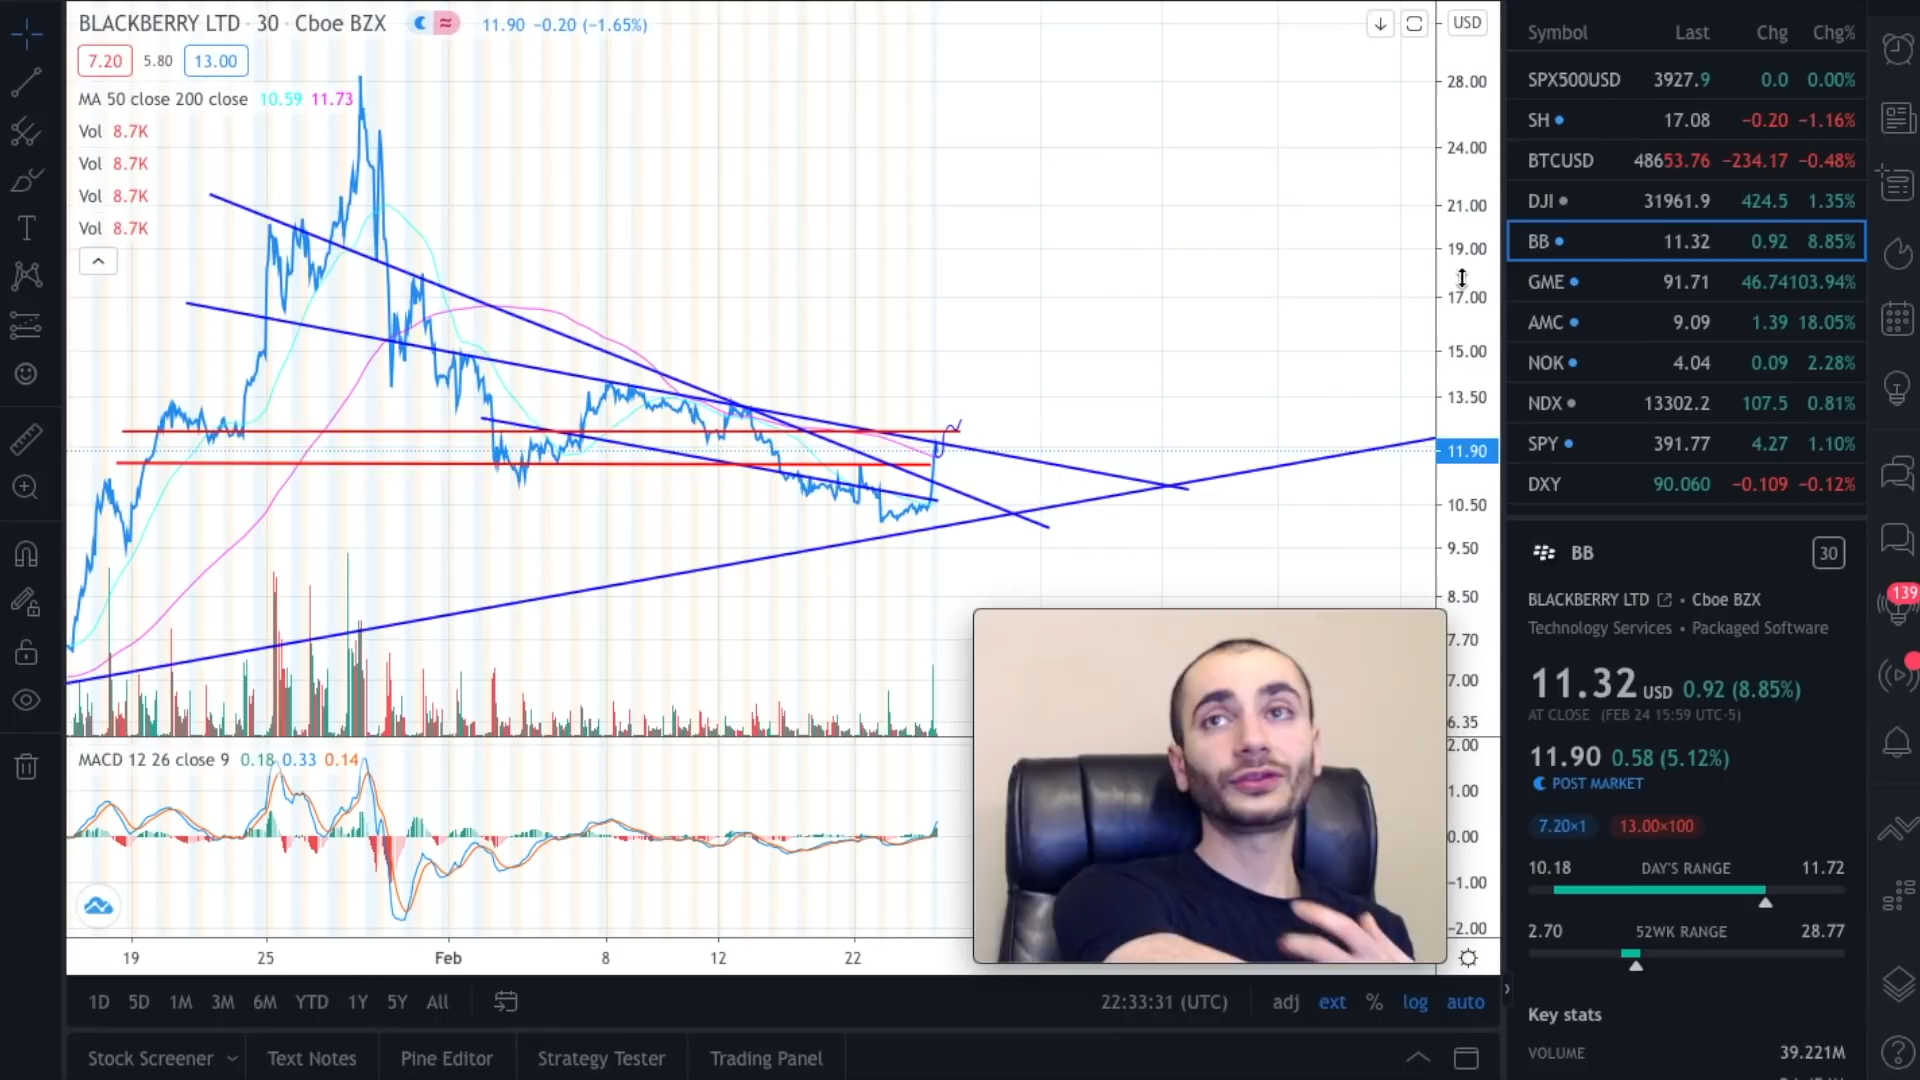 BLACKBERRY LTD · 30 · Cboe BZX
11.90 −0.20 (−1.65%)
7.20 5.80 13.00
MA 50 close 200 close 10.59 11.73
Vol 8.7K
Vol 8.7K
Vol 8.7K
Vol 8.7K
USD
28.00
24.00
21.00
19.00
17.00
15.00
13.50
11.90
10.50
9.50
8.50
7.70
7.00
6.35
MACD 12 26 close 9 0.18 0.33 0.14
2.00
1.00
0.00
−1.00
−2.00
19 25 Feb 8 12 22
1D 5D 1M 3M 6M YTD 1Y 5Y All
22:33:31 (UTC) adj ext % log auto
Stock Screener Text Notes Pine Editor Strategy Tester Trading Panel
Symbol Last Chg Chg%
SPX500USD 3927.9 0.0 0.00%
SH 17.08 −0.20 −1.16%
BTCUSD 48653.76 −234.17 −0.48%
DJI 31961.9 424.5 1.35%
BB 11.32 0.92 8.85%
GME 91.71 46.74 103.94%
AMC 9.09 1.39 18.05%
NOK 4.04 0.09 2.28%
NDX 13302.2 107.5 0.81%
SPY 391.77 4.27 1.10%
DXY 90.060 −0.109 −0.12%
BB 30
BLACKBERRY LTD • Cboe BZX
Technology Services • Packaged Software
11.32 USD 0.92 (8.85%)
AT CLOSE (FEB 24 15:59 UTC-5)
11.90 0.58 (5.12%)
POST MARKET
7.20×1 13.00×100
10.18 DAY'S RANGE 11.72
2.70 52WK RANGE 28.77
Key stats
VOLUME 39.221M
139